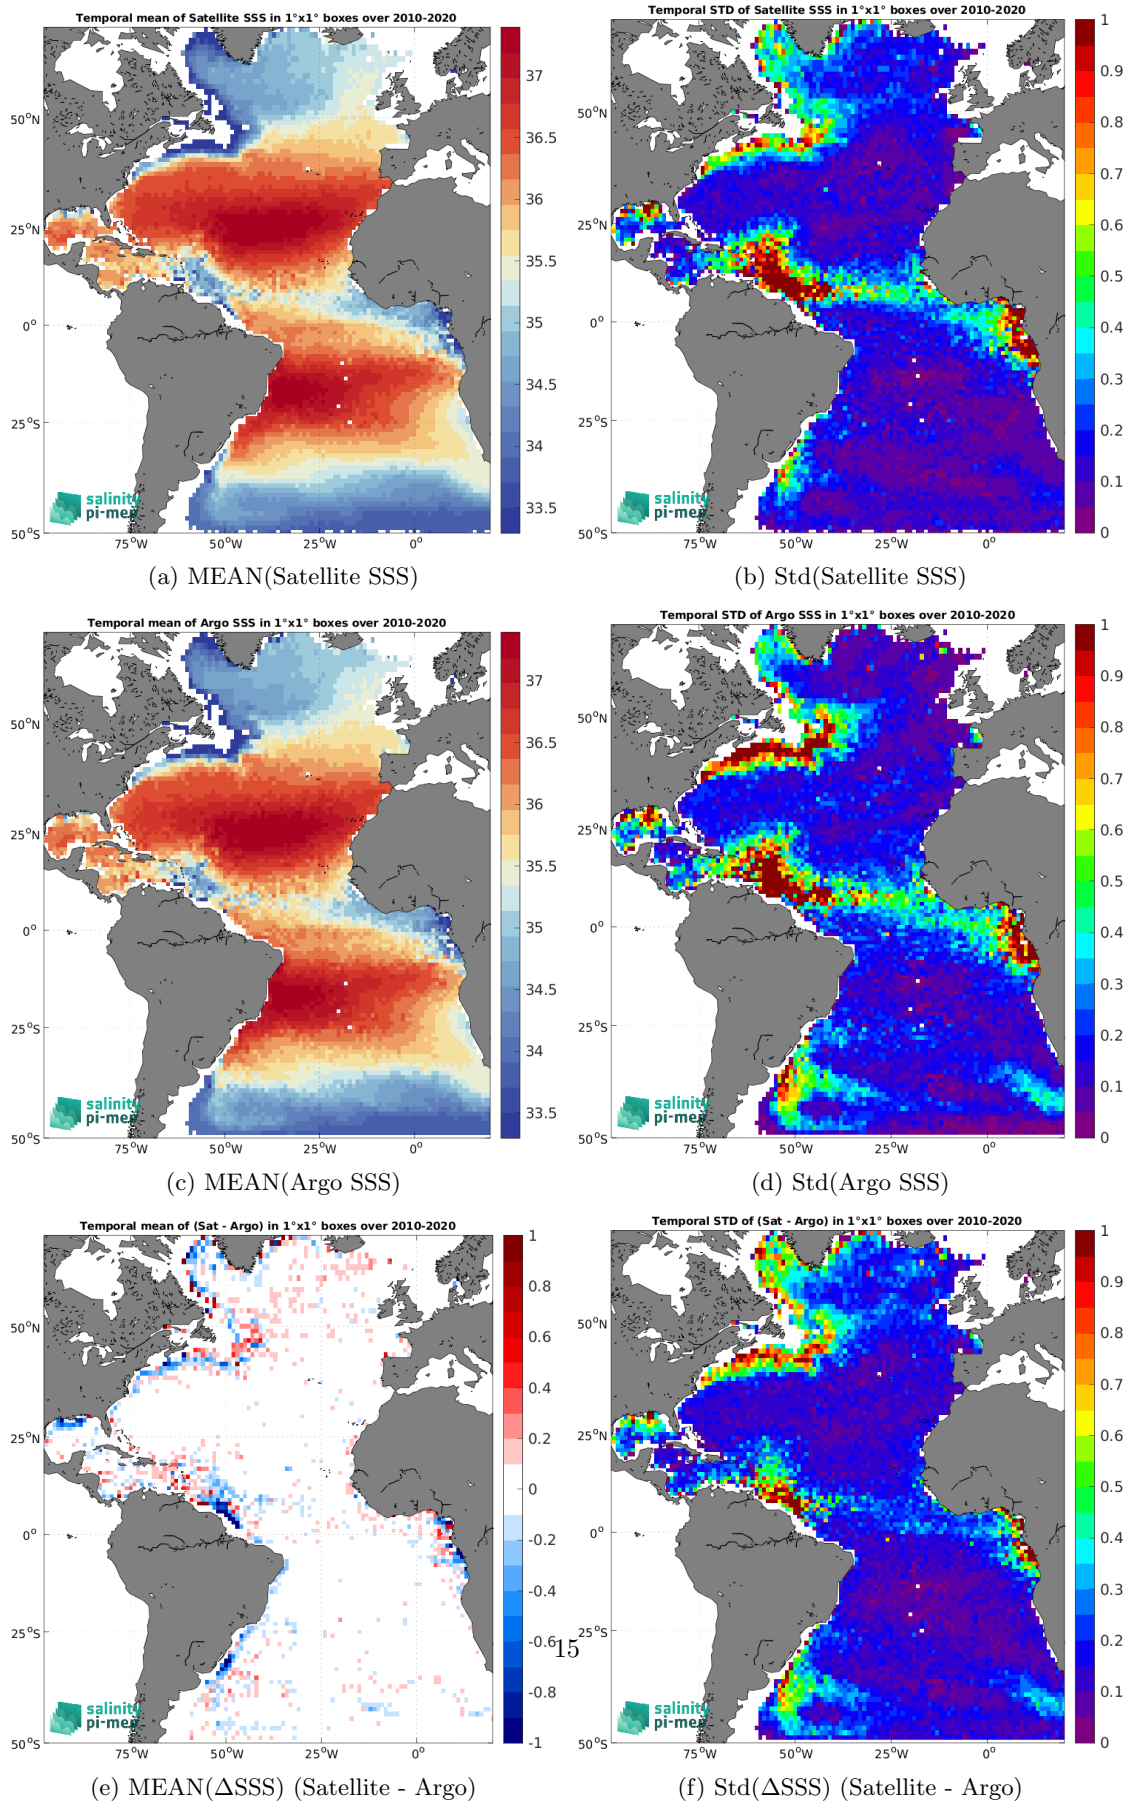 Temporal mean of Satellite SSS in 1°x1° boxes over 2010-2020
50°N
25°N
0°
25°S
50°S
75°W
50°W
25°W
0°
37
36.5
36
35.5
35
34.5
34
33.5
salinity
pi-mep
(a) MEAN(Satellite SSS)
Temporal STD of Satellite SSS in 1°x1° boxes over 2010-2020
50°N
25°N
0°
25°S
50°S
75°W
50°W
25°W
0°
1
0.9
0.8
0.7
0.6
0.5
0.4
0.3
0.2
0.1
0
salinity
pi-mep
(b) Std(Satellite SSS)
Temporal mean of Argo SSS in 1°x1° boxes over 2010-2020
50°N
25°N
0°
25°S
50°S
75°W
50°W
25°W
0°
37
36.5
36
35.5
35
34.5
34
33.5
salinity
pi-mep
(c) MEAN(Argo SSS)
Temporal STD of Argo SSS in 1°x1° boxes over 2010-2020
50°N
25°N
0°
25°S
50°S
75°W
50°W
25°W
0°
1
0.9
0.8
0.7
0.6
0.5
0.4
0.3
0.2
0.1
0
salinity
pi-mep
(d) Std(Argo SSS)
Temporal mean of (Sat - Argo) in 1°x1° boxes over 2010-2020
50°N
25°N
0°
25°S
50°S
75°W
50°W
25°W
0°
1
0.8
0.6
0.4
0.2
0
-0.2
-0.4
-0.6
-0.8
-1
salinity
pi-mep
(e) MEAN(ΔSSS) (Satellite - Argo)
Temporal STD of (Sat - Argo) in 1°x1° boxes over 2010-2020
50°N
25°N
0°
25°S
50°S
75°W
50°W
25°W
0°
1
0.9
0.8
0.7
0.6
0.5
0.4
0.3
0.2
0.1
0
salinity
pi-mep
(f) Std(ΔSSS) (Satellite - Argo)
15